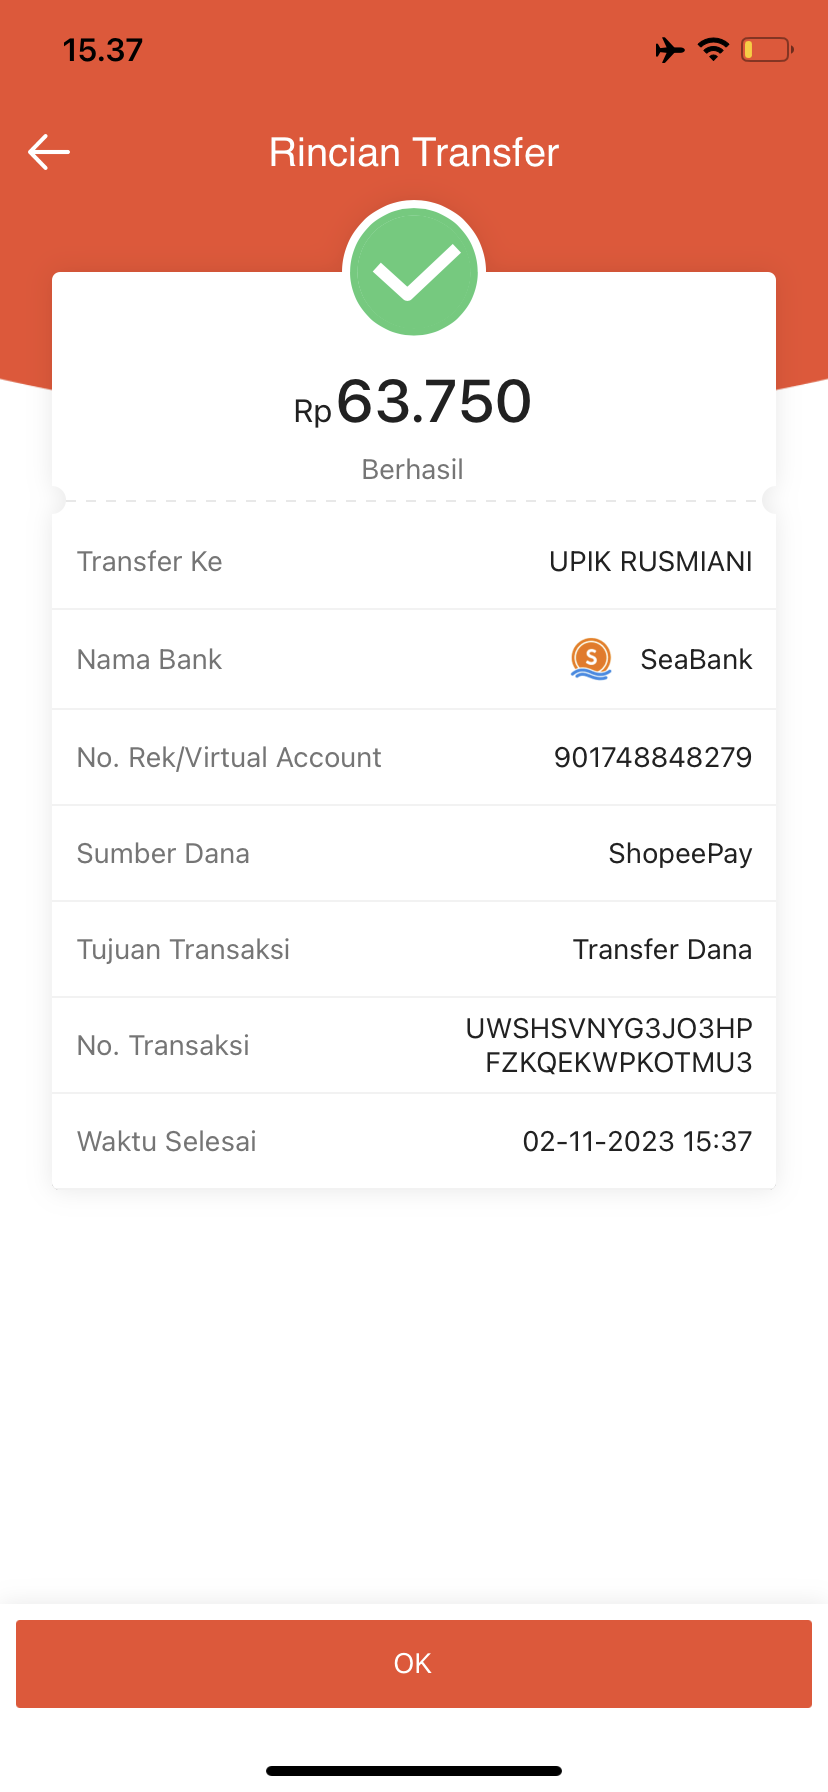 15.37
Rincian Transfer
Rp63.750
Berhasil
Transfer Ke UPIK RUSMIANI
Nama Bank S SeaBank
No. Rek/Virtual Account 901748848279
Sumber Dana ShopeePay
Tujuan Transaksi Transfer Dana
No. Transaksi UWSHSVNYG3JO3HP
FZKQEKWPKOTMU3
Waktu Selesai 02-11-2023 15:37
OK